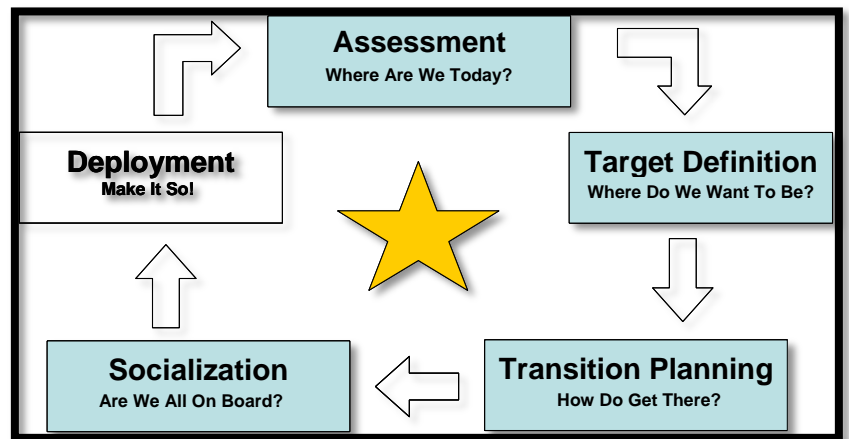 Assessment
Where Are We Today?
Target Definition
Where Do We Want To Be?
Transition Planning
How Do Get There?
Socialization
Are We All On Board?
Deployment
Make It So!